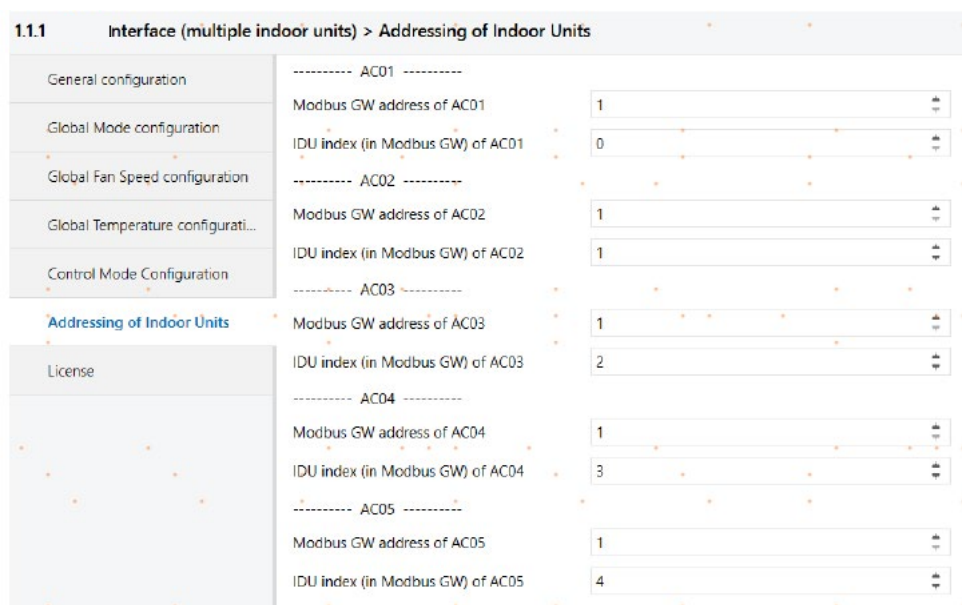 1.1.1 Interface (multiple indoor units) > Addressing of Indoor Units
General configuration
Global Mode configuration
Global Fan Speed configuration
Global Temperature configurati...
Control Mode Configuration
Addressing of Indoor Units
License
---------- AC01 ----------
Modbus GW address of AC01 1
IDU index (in Modbus GW) of AC01 0
---------- AC02 ----------
Modbus GW address of AC02 1
IDU index (in Modbus GW) of AC02 1
---------- AC03 ----------
Modbus GW address of AC03 1
IDU index (in Modbus GW) of AC03 2
---------- AC04 ----------
Modbus GW address of AC04 1
IDU index (in Modbus GW) of AC04 3
---------- AC05 ----------
Modbus GW address of AC05 1
IDU index (in Modbus GW) of AC05 4